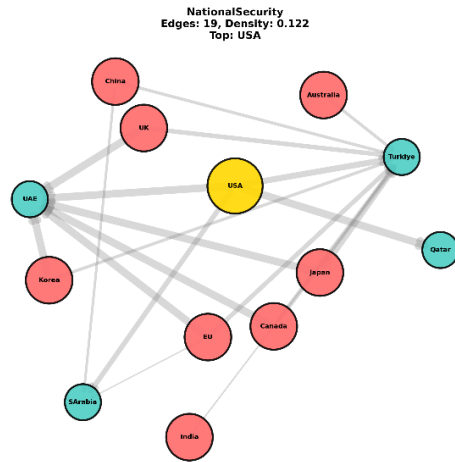 NationalSecurity
Edges: 19, Density: 0.122
Top: USA
China
Australia
UK
Turkiye
USA
UAE
Qatar
Japan
Korea
Canada
EU
SArabia
India